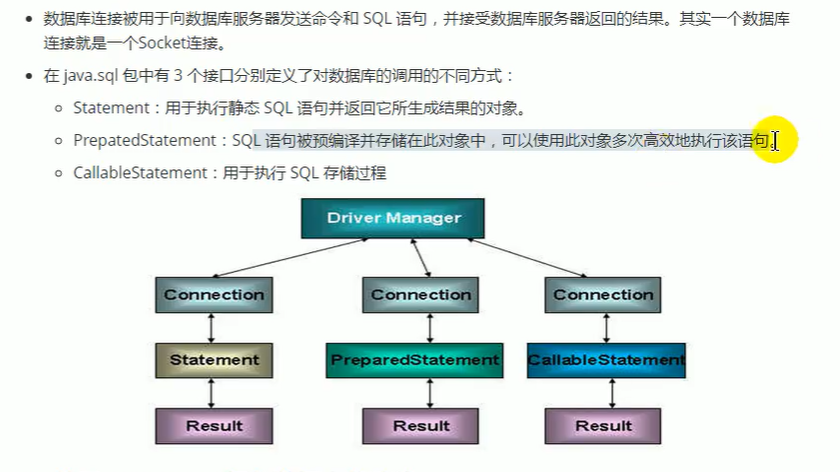 数据库连接被用于向数据库服务器发送命令和 SQL 语句，并接受数据库服务器返回的结果。其实一个数据库
连接就是一个Socket连接。
在 java.sql 包中有 3 个接口分别定义了对数据库的调用的不同方式：
Statement：用于执行静态 SQL 语句并返回它所生成结果的对象。
PrepatedStatement：SQL 语句被预编译并存储在此对象中，可以使用此对象多次高效地执行该语句。
CallableStatement：用于执行 SQL 存储过程
Driver Manager
Connection Connection Connection
Statement PreparedStatement CallableStatement
Result Result Result